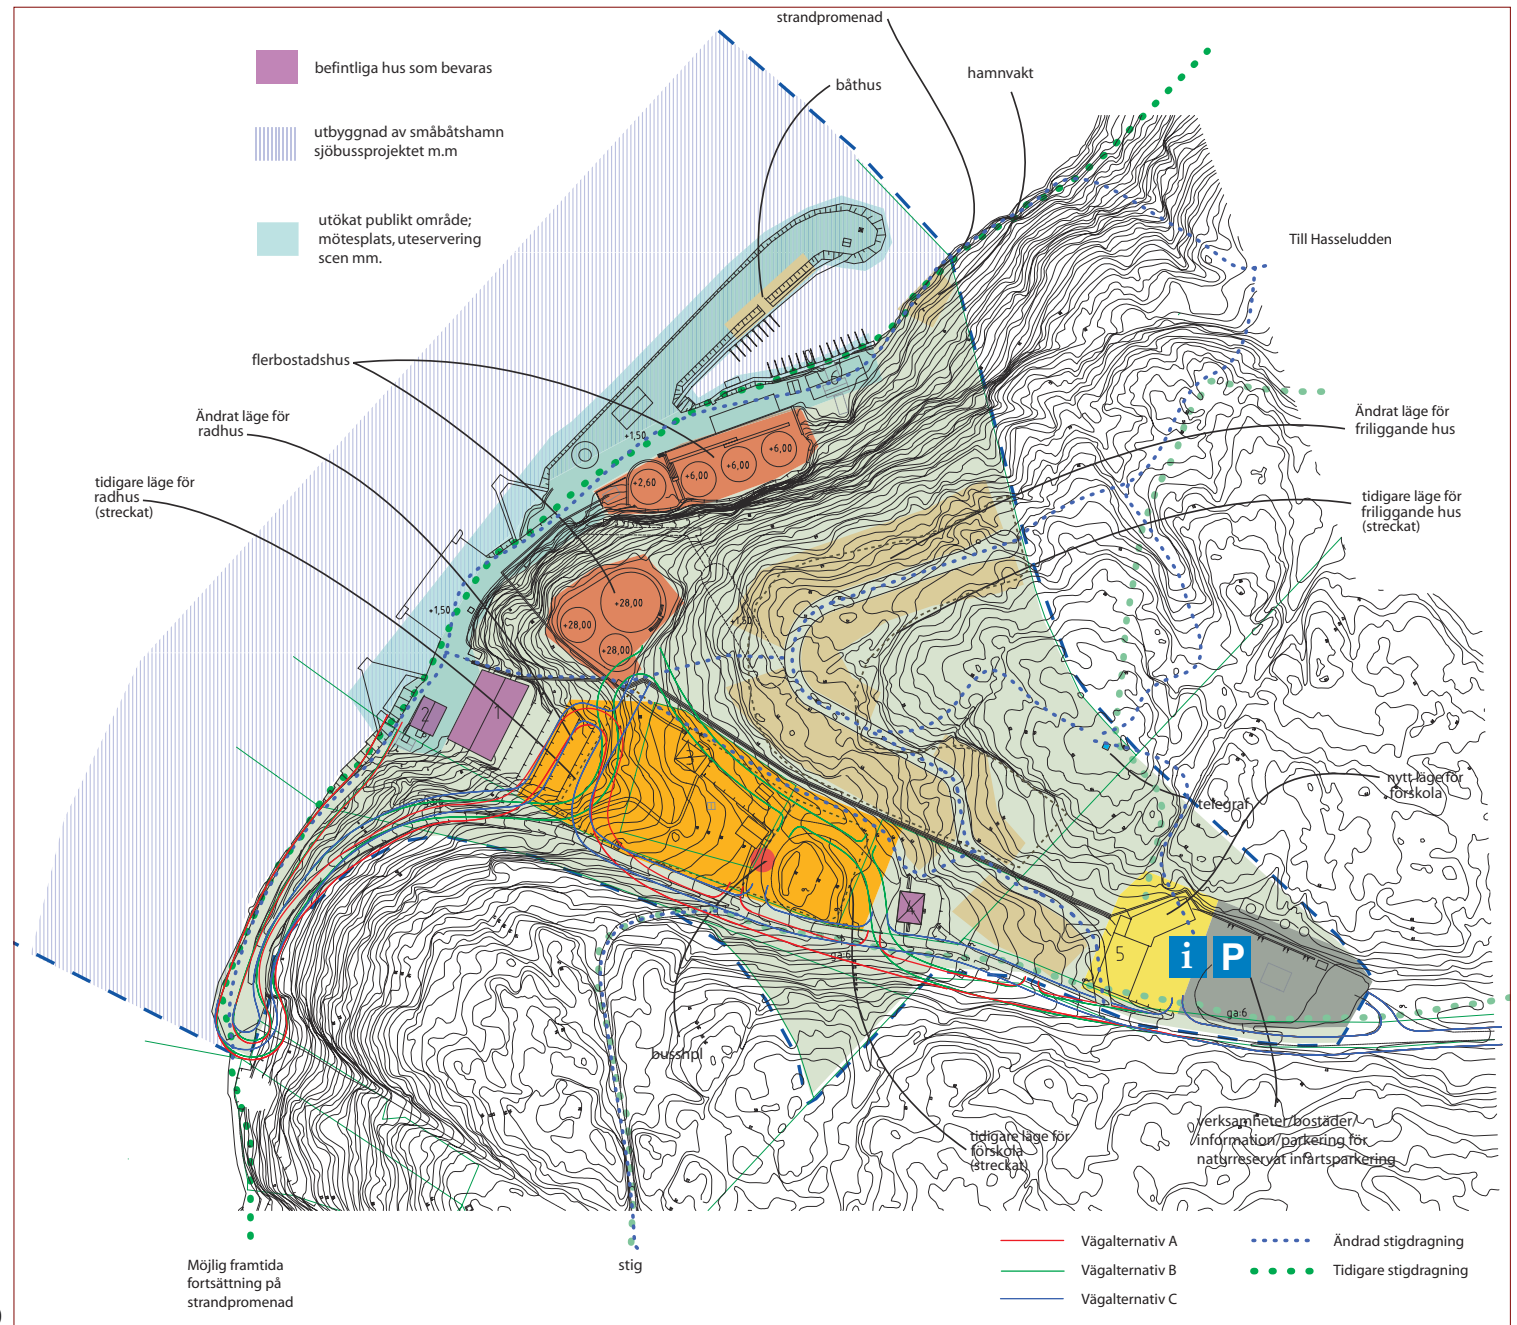 strandpromenad
hamnvakt
båthus
befintliga hus som bevaras
utbyggnad av småbåtshamn
sjöbussprojektet m.m
utökat publikt område;
mötesplats, uteservering
scen mm.
Till Hasseludden
flerbostadshus
Ändrat läge för
radhus
tidigare läge för
radhus
(streckat)
Ändrat läge för
friliggande hus
tidigare läge för
friliggande hus
(streckat)
+1,50
+2,60
+6,00
+6,00
+6,00
+28,00
+28,00
+28,00
+1,50
+1,50
1
2
3
4
5
6
nytt läge för
förskola
telegraf
i
P
ga:6
ga:6
busshpl
tidigare läge för
förskola
(streckat)
verksamheter/bostäder/
information/parkering för
naturreservat infartsparkering
Möjlig framtida
fortsättning på
strandpromenad
stig
Vägalternativ A
Vägalternativ B
Vägalternativ C
Ändrad stigdragning
Tidigare stigdragning